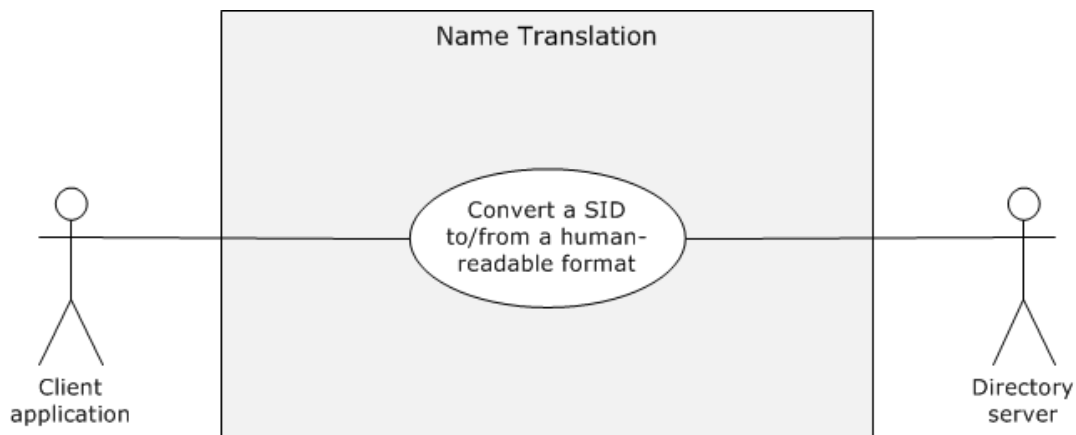 Name Translation
Convert a SID
to/from a human-
readable format
Client
application
Directory
server